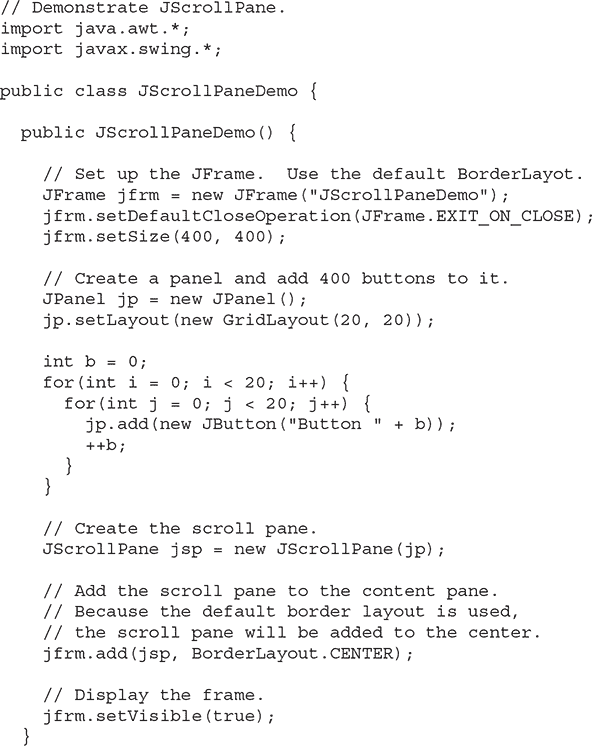 // Demonstrate JScrollPane.
import java.awt.*;
import javax.swing.*;

public class JScrollPaneDemo {

  public JScrollPaneDemo() {

    // Set up the JFrame.  Use the default BorderLayot.
    JFrame jfrm = new JFrame("JScrollPaneDemo");
    jfrm.setDefaultCloseOperation(JFrame.EXIT_ON_CLOSE);
    jfrm.setSize(400, 400);

    // Create a panel and add 400 buttons to it.
    JPanel jp = new JPanel();
    jp.setLayout(new GridLayout(20, 20));

    int b = 0;
    for(int i = 0; i < 20; i++) {
      for(int j = 0; j < 20; j++) {
        jp.add(new JButton("Button " + b));
        ++b;
      }
    }

    // Create the scroll pane.
    JScrollPane jsp = new JScrollPane(jp);

    // Add the scroll pane to the content pane.
    // Because the default border layout is used,
    // the scroll pane will be added to the center.
    jfrm.add(jsp, BorderLayout.CENTER);

    // Display the frame.
    jfrm.setVisible(true);
  }